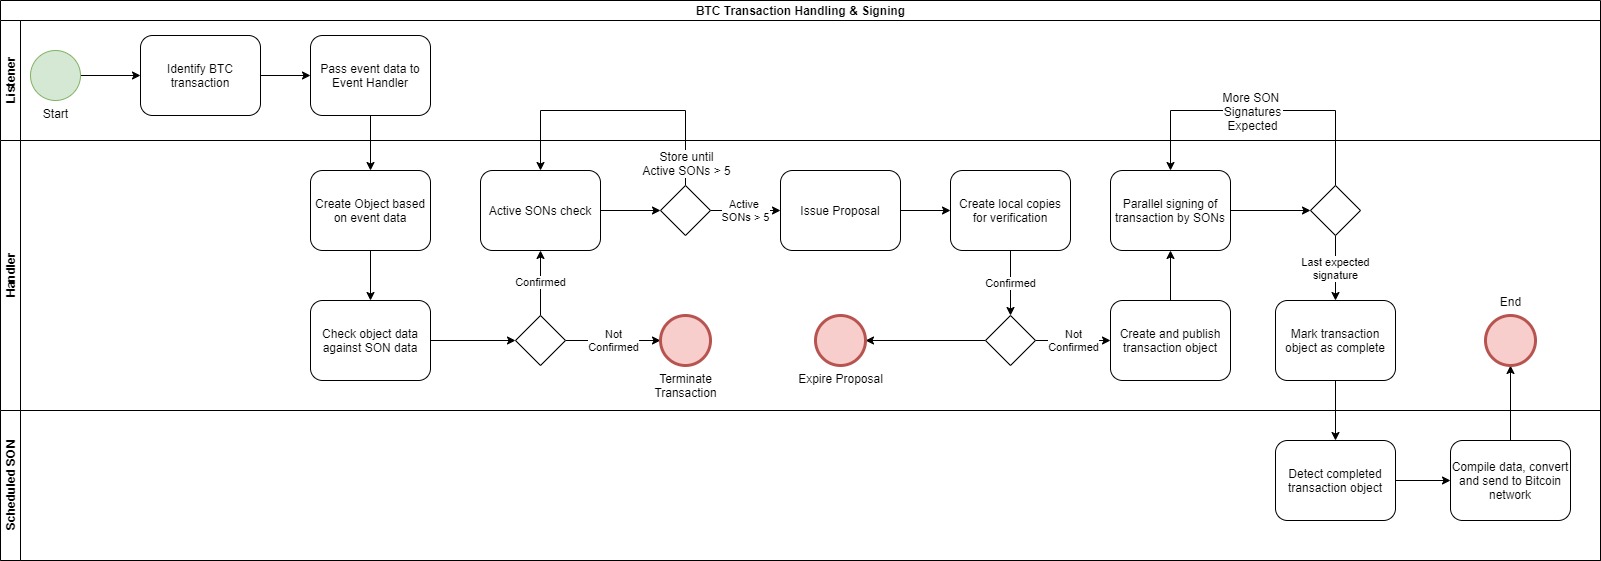 BTC Transaction Handling & Signing
Listener
Start
Identify BTC
transaction
Pass event data to
Event Handler
More SON
Signatures
Expected
Handler
Create Object based
on event data
Check object data
against SON data
Active SONs check
Confirmed
Not
Confirmed
Terminate
Transaction
Store until
Active SONs > 5
Active
SONs > 5
Issue Proposal
Create local copies
for verification
Confirmed
Expire Proposal
Not
Confirmed
Create and publish
transaction object
Parallel signing of
transaction by SONs
Last expected
signature
Mark transaction
object as complete
End
Scheduled SON
Detect completed
transaction object
Compile data, convert
and send to Bitcoin
network